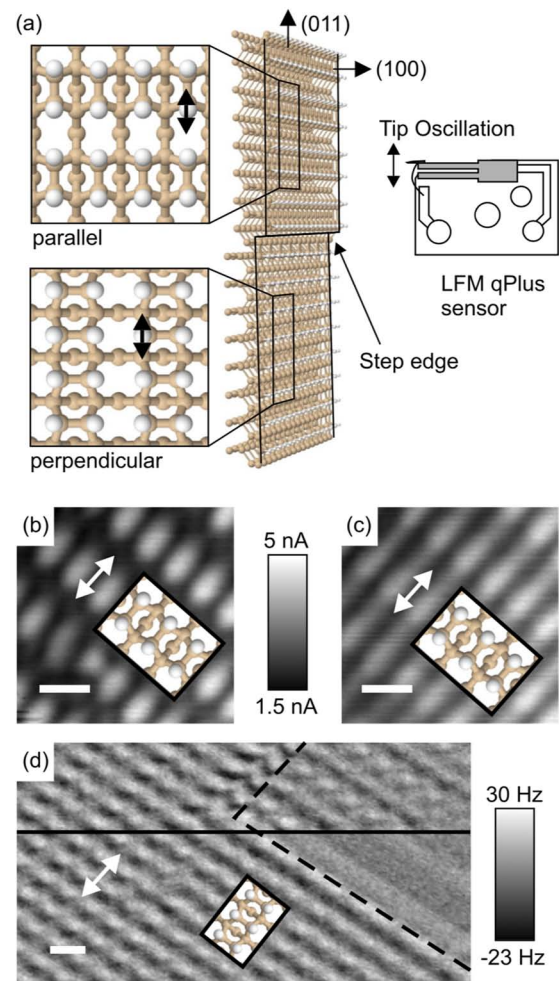 (a)
(011)
(100)
Tip Oscillation
parallel
LFM qPlus
sensor
Step edge
perpendicular
(b)
5 nA
1.5 nA
(c)
(d)
30 Hz
-23 Hz